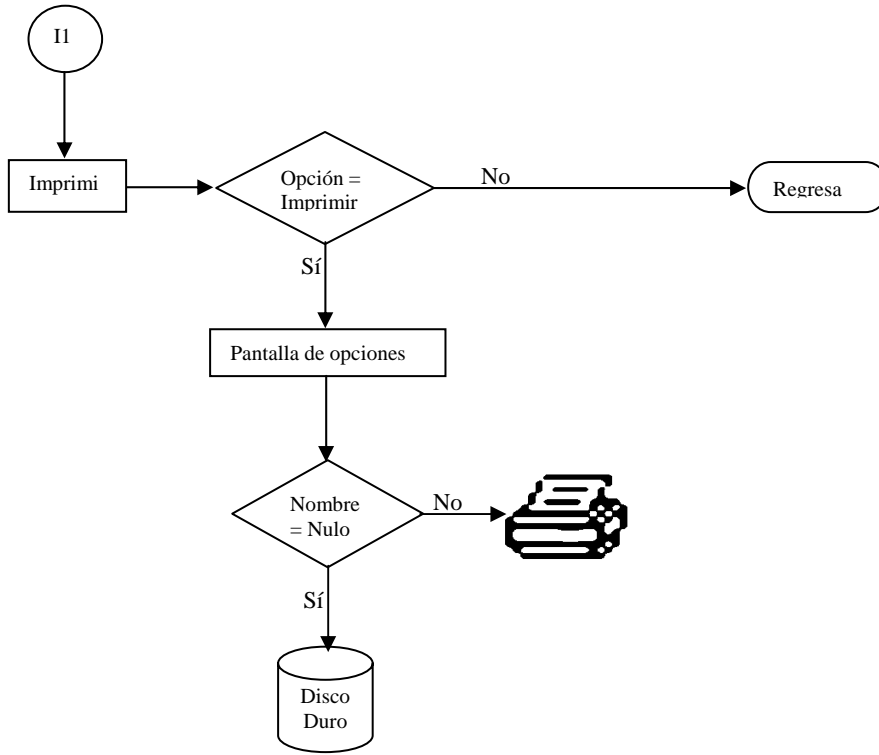 I1
Imprimi
Opción =
Imprimir
No
Regresa
Sí
Pantalla de opciones
Nombre
= Nulo
No
Sí
Disco
Duro